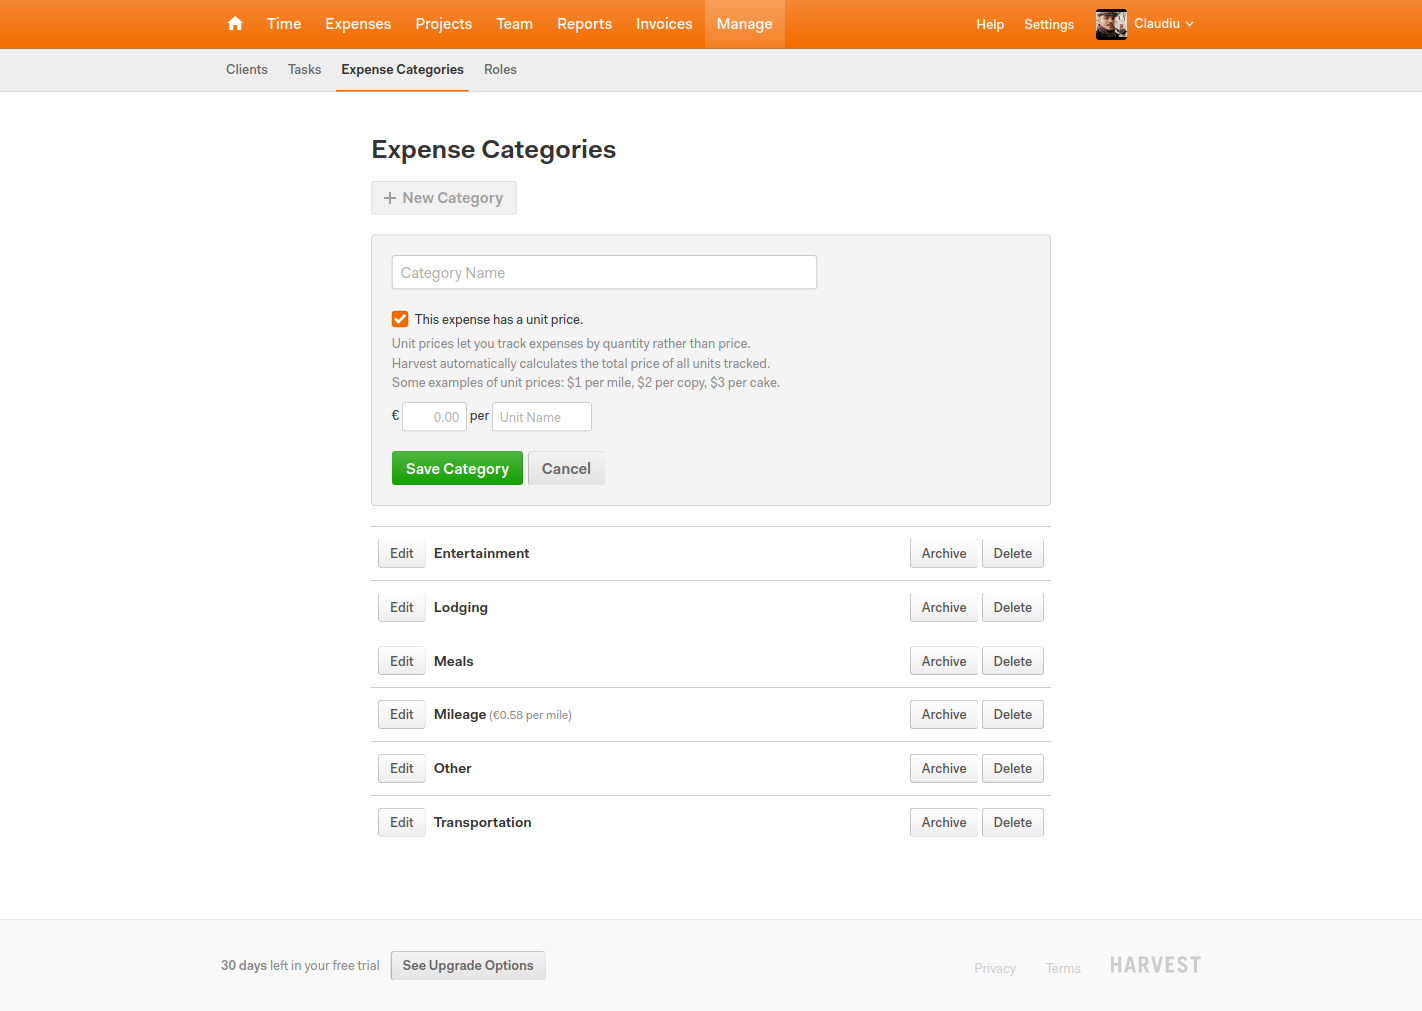 Time Expenses Projects Team Reports Invoices Manage Help Settings Claudiu
Clients Tasks Expense Categories Roles
Expense Categories
+ New Category
Category Name
This expense has a unit price.
Unit prices let you track expenses by quantity rather than price.
Harvest automatically calculates the total price of all units tracked.
Some examples of unit prices: $1 per mile, $2 per copy, $3 per cake.
€ 0.00 per Unit Name
Save Category Cancel
Edit Entertainment Archive Delete
Edit Lodging Archive Delete
Edit Meals Archive Delete
Edit Mileage (€0.58 per mile) Archive Delete
Edit Other Archive Delete
Edit Transportation Archive Delete
30 days left in your free trial See Upgrade Options Privacy Terms HARVEST